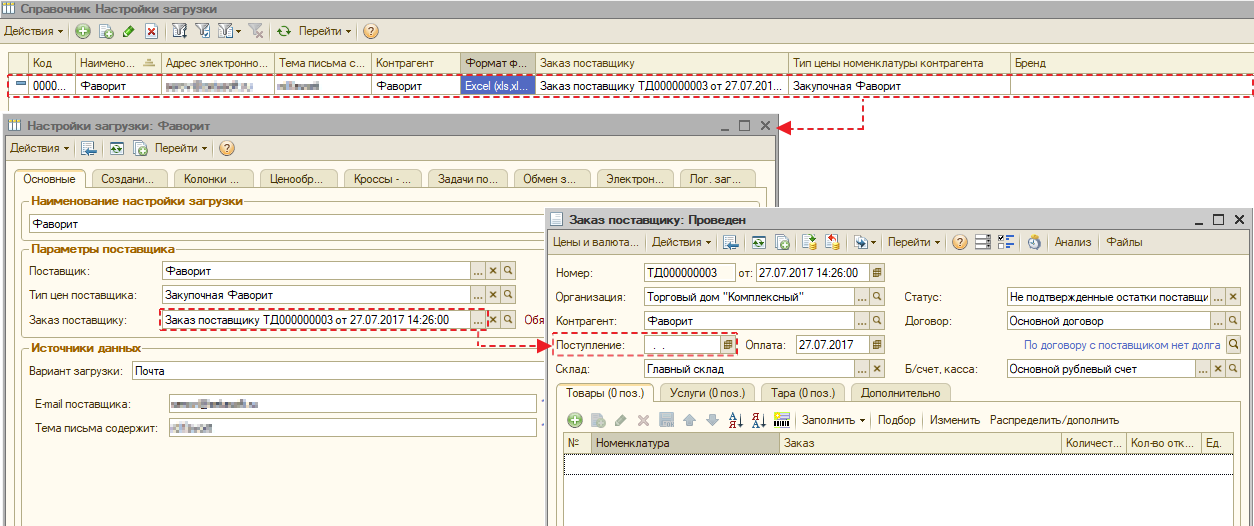 Справочник Настройки загрузки
Действия Перейти
Код Наимено... Адрес электронно... Тема письма с... Контрагент Формат ф... Заказ поставщику Тип цены номенклатуры контрагента Бренд
0000... Фаворит Фаворит Excel (xls,xl... Заказ поставщику ТД000000003 от 27.07.201... Закупочная Фаворит
Настройки загрузки: Фаворит
Действия Перейти
Основные Создани... Колонки ... Ценообр... Кроссы - ... Задачи по... Обмен з... Электрон... Лог. заг...
Наименование настройки загрузки
Фаворит
Параметры поставщика
Поставщик: Фаворит ...
Тип цен поставщика: Закупочная Фаворит ...
Заказ поставщику: Заказ поставщику ТД000000003 от 27.07.2017 14:26:00 ... Обя
Источники данных
Вариант загрузки: Почта
E-mail поставщика:
Тема письма содержит:
Заказ поставщику: Проведен
Цены и валюта... Действия Перейти Анализ Файлы
Номер: ТД000000003 от: 27.07.2017 14:26:00
Организация: Торговый дом "Комплексный" ... Статус: Не подтвержденные остатки поставщи ...
Контрагент: Фаворит ... Договор: Основной договор ...
Поступление: . . Оплата: 27.07.2017 По договору с поставщиком нет долга
Склад: Главный склад ... Б/счет, касса: Основной рублевый счет ...
Товары (0 поз.) Услуги (0 поз.) Тара (0 поз.) Дополнительно
Заполнить Подбор Изменить Распределить/дополнить
№ Номенклатура Заказ Количест... Кол-во отк... Ед.